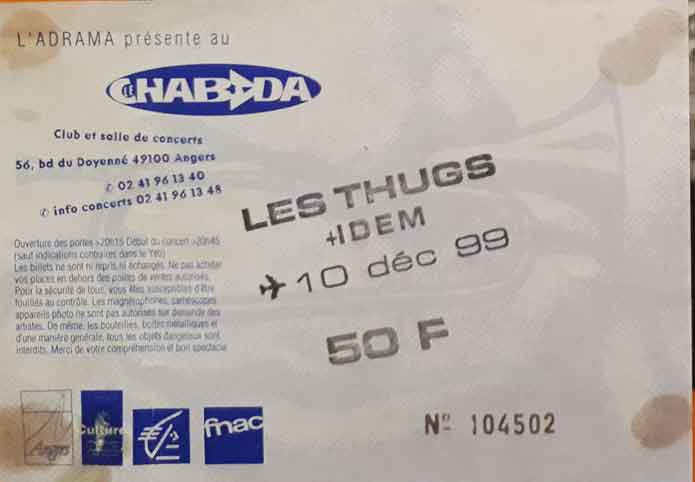 L'ADRAMA présente au
LE CHABADA
Club et salle de concerts
56, bd du Doyenné 49100 Angers
✆ 02 41 96 13 40
✆ info concerts 02 41 96 13 48
Ouverture des portes >20h15 Début du concert >20h45
(sauf indications contraires dans le Yéti)
Les billets ne sont ni repris ni échangés. Ne pas acheter
vos places en dehors des points de ventes autorisés.
Pour la sécurité de tous, vous êtes susceptibles d'être
fouillés au contrôle. Les magnétophones, caméscopes
appareils photo ne sont pas autorisés sur demande des
artistes. De même, les bouteilles, boîtes métalliques et
d'une manière générale, tous les objets dangereux sont
interdits. Merci de votre compréhension et bon spectacle
LES THUGS
+IDEM
✈ 10 déc 99
50 F
Angers
Culture
fnac
Nº 104502